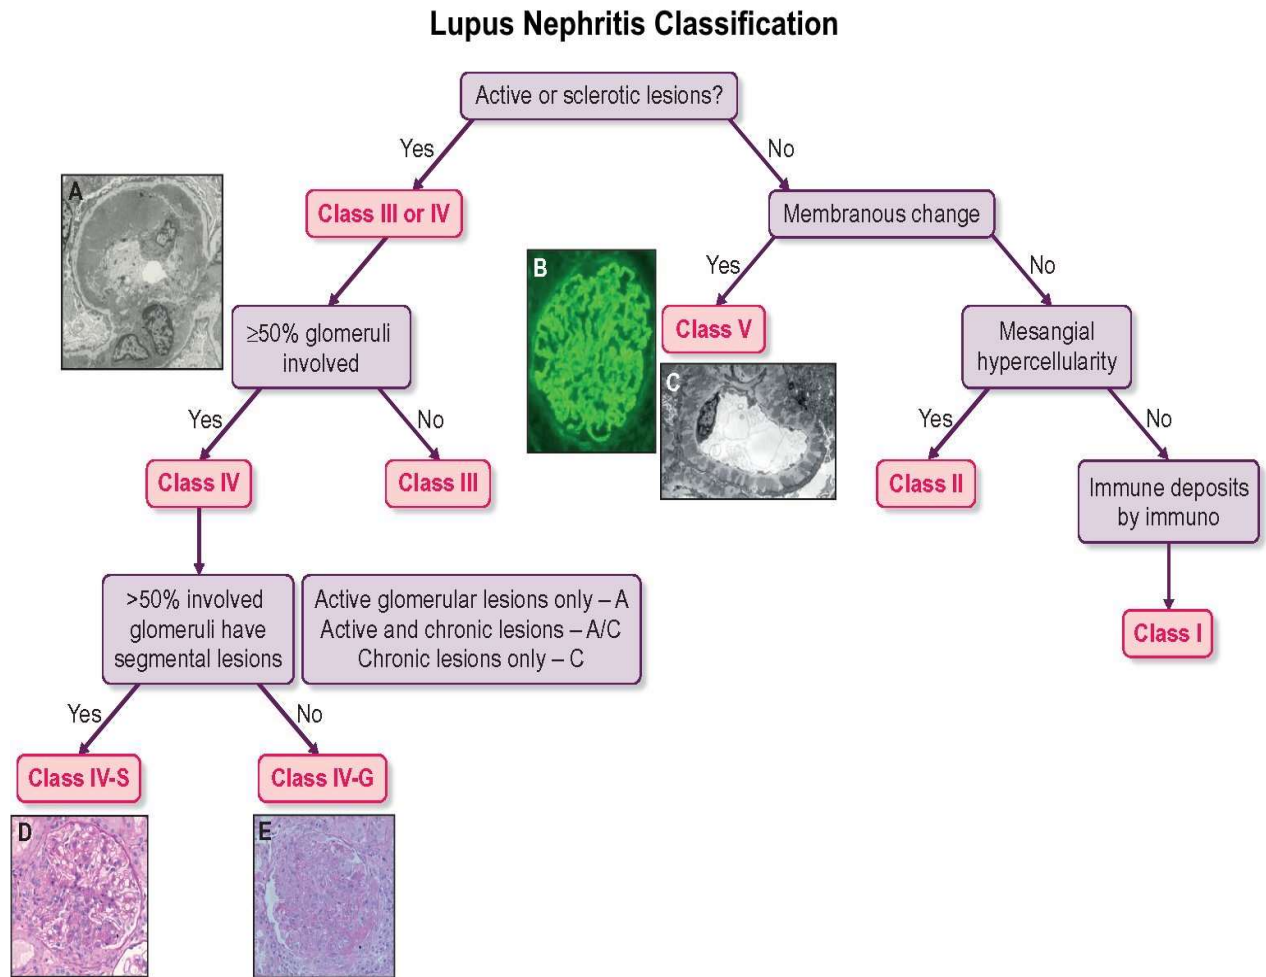 Lupus Nephritis Classification
Active or sclerotic lesions?
Yes
No
A
Class III or IV
Membranous change
B
Yes
No
≥50% glomeruli
involved
Class V
Mesangial
hypercellularity
C
Yes
No
Yes
No
Class IV
Class III
Class II
Immune deposits
by immuno
>50% involved
glomeruli have
segmental lesions
Active glomerular lesions only – A
Active and chronic lesions – A/C
Chronic lesions only – C
Class I
Yes
No
Class IV-S
Class IV-G
D
E